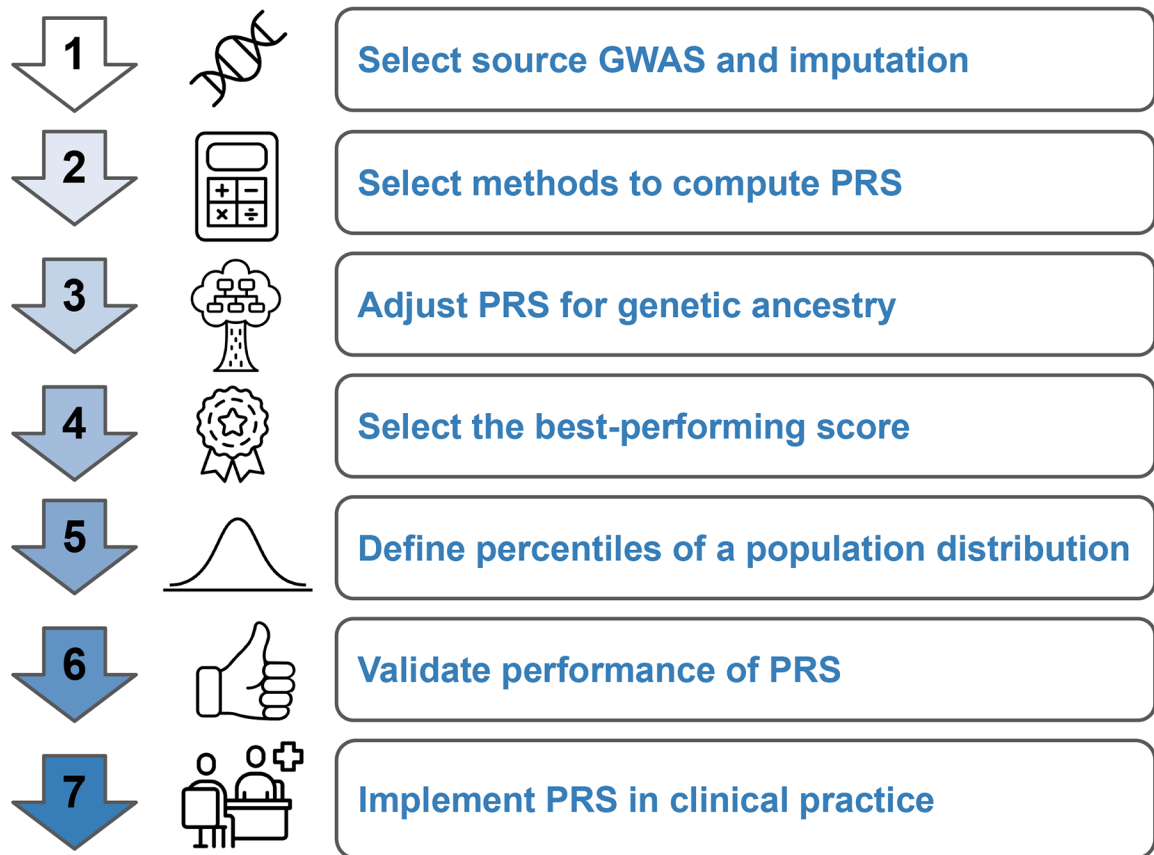 1
Select source GWAS and imputation
2
Select methods to compute PRS
3
Adjust PRS for genetic ancestry
4
Select the best-performing score
5
Define percentiles of a population distribution
6
Validate performance of PRS
7
Implement PRS in clinical practice